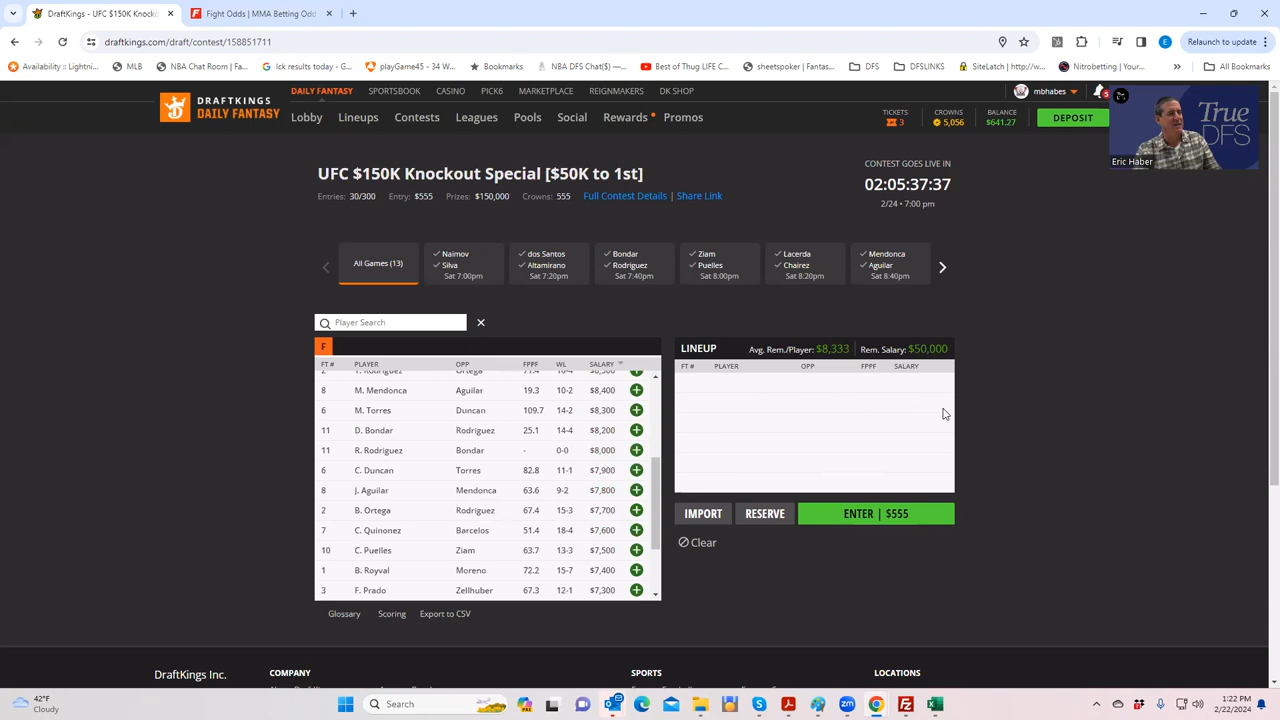 DraftKings - UFC $150K Knocko
Fight Odds | MMA Betting Odd
draftkings.com/draft/contest/158851711
Relaunch to update
Availability :: Lightni... MLB NBA Chat Room | Fa... Ick results today - G... playGame45 - 34 W... Bookmarks NBA DFS Chat($)—... Best of Thug LIFE C... sheetspoker | Fantas... DFS DFSLINKS SiteLatch | http://w... Nitrobetting | Your... All Bookmarks
DAILY FANTASY SPORTSBOOK CASINO PICK6 MARKETPLACE REIGNMAKERS DK SHOP mbhabes 5
DRAFTKINGS
DAILY FANTASY
Lobby Lineups Contests Leagues Pools Social Rewards Promos
TICKETS CROWNS BALANCE
3 5,056 $641.27
DEPOSIT
True
DFS
Eric Haber
UFC $150K Knockout Special [$50K to 1st]
Entries: 30/300 Entry: $555 Prizes: $150,000 Crowns: 555 Full Contest Details | Share Link
CONTEST GOES LIVE IN
02:05:37:37
2/24 • 7:00 pm
All Games (13)
Naimov
Silva
Sat 7:00pm
dos Santos
Altamirano
Sat 7:20pm
Bondar
Rodriguez
Sat 7:40pm
Ziam
Puelles
Sat 8:00pm
Lacerda
Chairez
Sat 8:20pm
Mendonca
Aguilar
Sat 8:40pm
Player Search
F
FT # PLAYER OPP FPPF WL SALARY
8 M. Mendonca Aguilar 19.3 10-2 $8,400
6 M. Torres Duncan 109.7 14-2 $8,300
11 D. Bondar Rodriguez 25.1 14-4 $8,200
11 R. Rodriguez Bondar - 0-0 $8,000
6 C. Duncan Torres 82.8 11-1 $7,900
8 J. Aguilar Mendonca 63.6 9-2 $7,800
2 B. Ortega Rodriguez 67.4 15-3 $7,700
7 C. Quinonez Barcelos 51.4 18-4 $7,600
10 C. Puelles Ziam 63.7 13-3 $7,500
1 B. Royval Moreno 72.2 15-7 $7,400
3 F. Prado Zellhuber 67.3 12-1 $7,300
LINEUP Avg. Rem./Player: $8,333 Rem. Salary: $50,000
FT # PLAYER OPP FPPF SALARY
IMPORT RESERVE ENTER | $555
Clear
Glossary Scoring Export to CSV
DraftKings Inc. COMPANY SPORTS LOCATIONS
42°F
Cloudy
Search
1:22 PM
2/22/2024